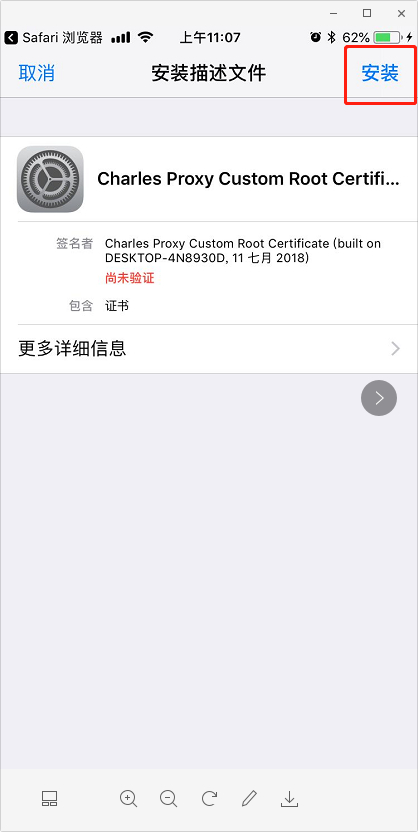 Safari 浏览器 上午11:07 62%
取消 安装描述文件 安装
Charles Proxy Custom Root Certifi...
签名者 Charles Proxy Custom Root Certificate (built on
DESKTOP-4N8930D, 11 七月 2018)
尚未验证
包含 证书
更多详细信息